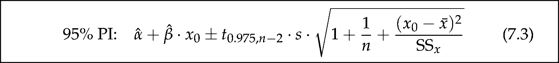 95% PI: α̂ + β̂ · x₀ ± t₀.₉₇₅,ₙ₋₂ · s · √(1 + 1/n + (x₀ − x̄)²/SSₓ) (7.3)